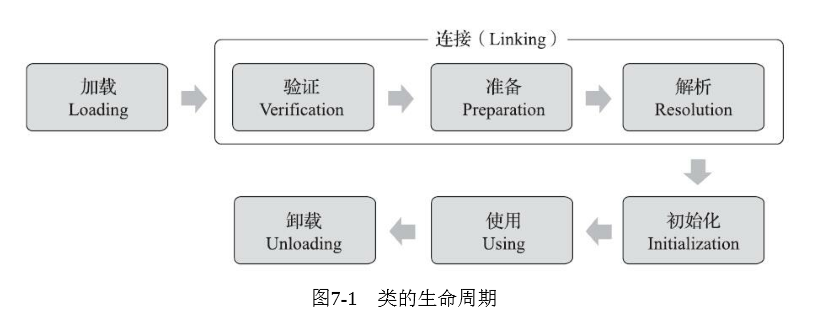 连接（Linking）
加载
Loading
验证
Verification
准备
Preparation
解析
Resolution
卸载
Unloading
使用
Using
初始化
Initialization
图7-1 类的生命周期